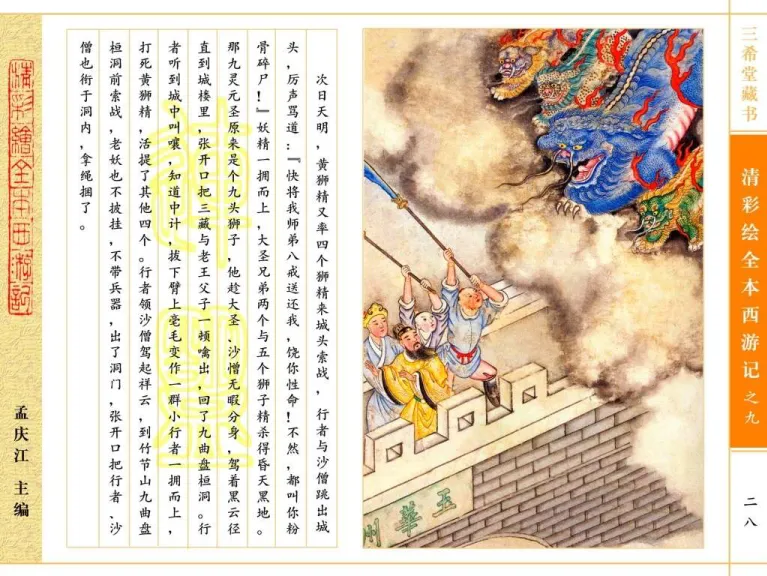 三希堂藏书
清彩绘全本西游记之九
二八
玉華州
次日天明，黄狮精又率四个狮精来城头索战，行者与沙僧跳出城
头，厉声骂道：『快将我师弟八戒送还我，饶你性命！不然，都叫你粉
骨碎尸！』妖精一拥而上，大圣兄弟两个与五个狮子精杀得昏天黑地。
那九灵元圣原来是个九头狮子，他趁大圣、沙僧无暇分身，驾着黑云径
直到城楼里，张开口把三藏与老王父子一顿噙出，回了九曲盘桓洞。行
者听到城中叫嚷，知道中计，拔下臂上毫毛变作一群小行者一拥而上，
打死黄狮精，活提了其他四个。行者领沙僧驾起祥云，到竹节山九曲盘
桓洞前索战，老妖也不披挂，不带兵器，出了洞门，张开口把行者、沙
僧也衔于洞内，拿绳捆了。
清彩繪全本西游記
孟庆江 主编